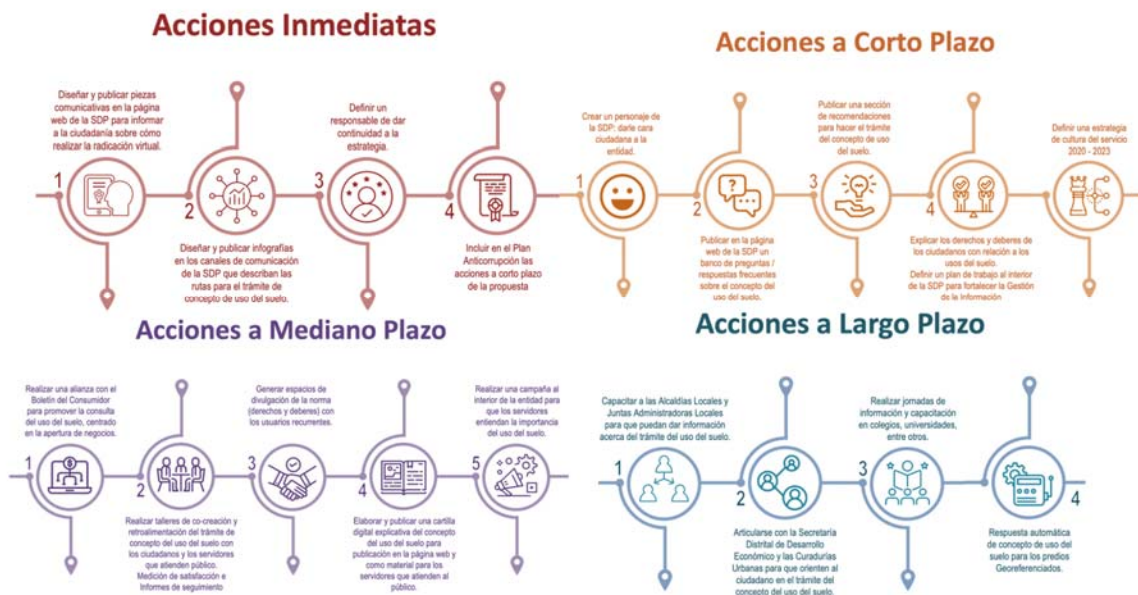 Acciones Inmediatas
Diseñar y publicar piezas
comunicativas en la página
web de la SDP para informar
a la ciudadanía sobre cómo
realizar la radicación virtual.
1
2
Diseñar y publicar infografías
en los canales de comunicación
de la SDP que describan las
rutas para el trámite de
concepto de uso del suelo.
Definir un
responsable de dar
continuidad a la
estrategia.
3
4
Incluir en el Plan
Anticorrupción las
acciones a corto plazo
de la propuesta
Acciones a Corto Plazo
Crear un personaje de
la SDP: darle cara
ciudadana a la
entidad.
1
2
Publicar en la página
web de la SDP un
banco de preguntas /
respuestas frecuentes
sobre el concepto del
uso del suelo.
Publicar una sección
de recomendaciones
para hacer el trámite
del concepto de uso
del suelo.
3
4
Explicar los derechos y deberes de
los ciudadanos con relación a los
usos del suelo.
Definir un plan de trabajo al interior
de la SDP para fortalecer la Gestión
de la Información
Definir una estrategia
de cultura del servicio
2020 - 2023
Acciones a Mediano Plazo
Realizar una alianza con el
Boletín del Consumidor
para promover la consulta
del uso del suelo, centrado
en la apertura de negocios.
1
2
Realizar talleres de co-creación y
retroalimentación del trámite de
concepto del uso del suelo con
los ciudadanos y los servidores
que atienden público.
Medición de satisfacción e
Informes de seguimiento
Generar espacios de
divulgación de la norma
(derechos y deberes) con
los usuarios recurrentes.
3
4
Elaborar y publicar una cartilla
digital explicativa del concepto
del uso del suelo para
publicación en la página web y
como material para los
servidores que atienden al
público.
Realizar una campaña al
interior de la entidad para
que los servidores
entiendan la importancia
del uso del suelo.
5
Acciones a Largo Plazo
Capacitar a las Alcaldías Locales y
Juntas Administradoras Locales
para que puedan dar información
acerca del trámite del uso del suelo.
1
2
Articularse con la Secretaría
Distrital de Desarrollo
Económico y las Curadurías
Urbanas para que orienten al
ciudadano en el trámite del
concepto del uso del suelo.
Realizar jornadas de
información y capacitación
en colegios, universidades,
entre otros.
3
4
Respuesta automática
de concepto de uso del
suelo para los predios
Georeferenciados.